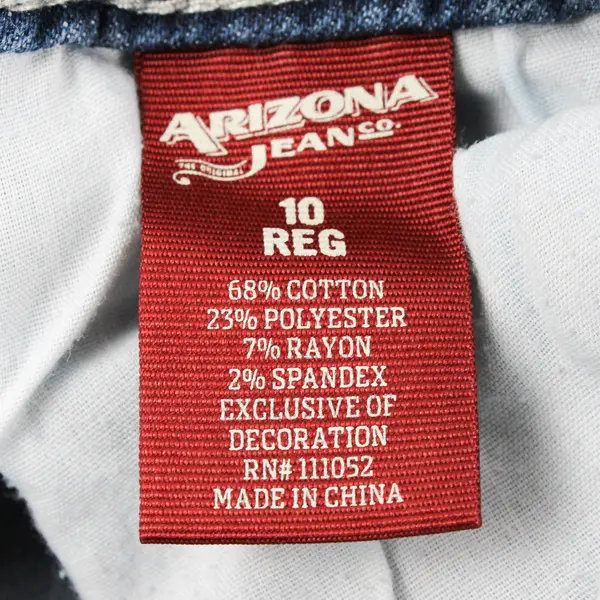 ARIZONA
JEAN CO.
THE ORIGINAL
10
REG
68% COTTON
23% POLYESTER
7% RAYON
2% SPANDEX
EXCLUSIVE OF
DECORATION
RN# 111052
MADE IN CHINA